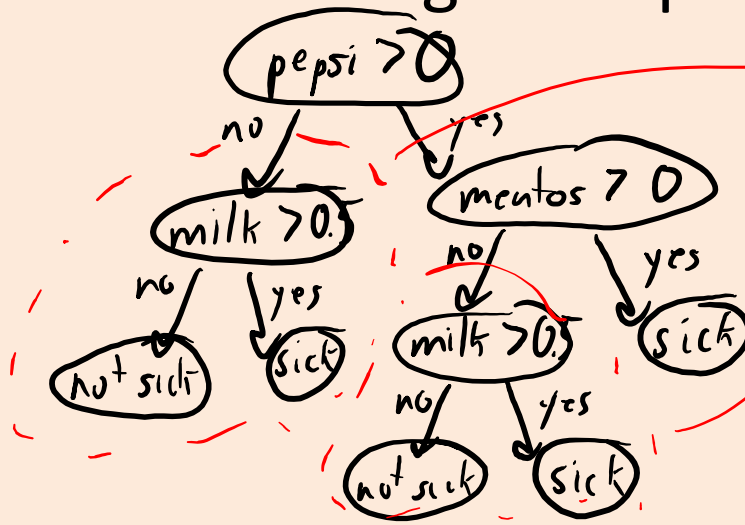 pepsi > 0
no
yes
milk > 0.5
mentos > 0
no
yes
no
yes
not sick
sick
milk > 0.5
sick
no
yes
not sick
sick